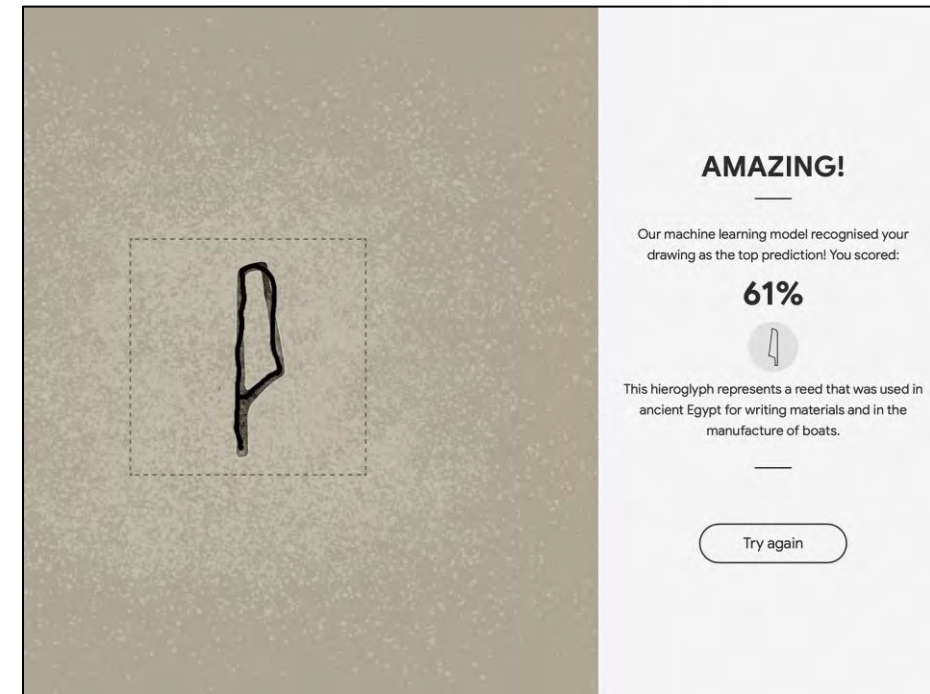 AMAZING!
Our machine learning model recognised your
drawing as the top prediction! You scored:
61%
This hieroglyph represents a reed that was used in
ancient Egypt for writing materials and in the
manufacture of boats.
Try again